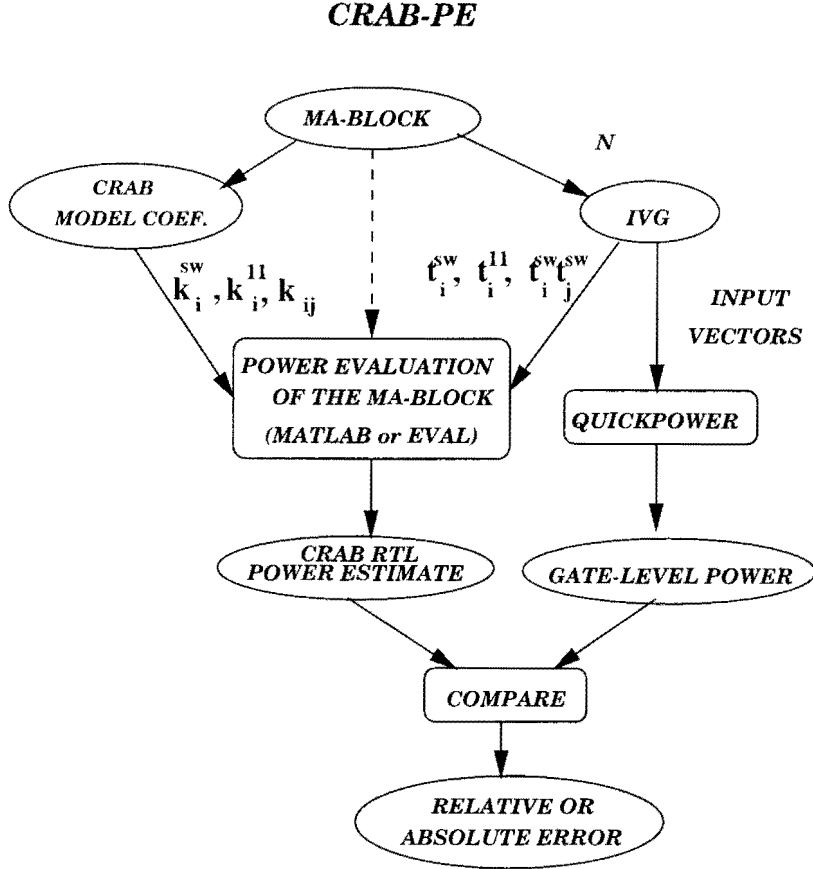 CRAB-PE
MA-BLOCK
N
CRAB
MODEL COEF.
IVG
k_i^sw, k_i^11, k_ij
t_i^sw, t_i^11, t_i^sw t_j^sw
INPUT
VECTORS
POWER EVALUATION
OF THE MA-BLOCK
(MATLAB or EVAL)
QUICKPOWER
CRAB RTL
POWER ESTIMATE
GATE-LEVEL POWER
COMPARE
RELATIVE OR
ABSOLUTE ERROR